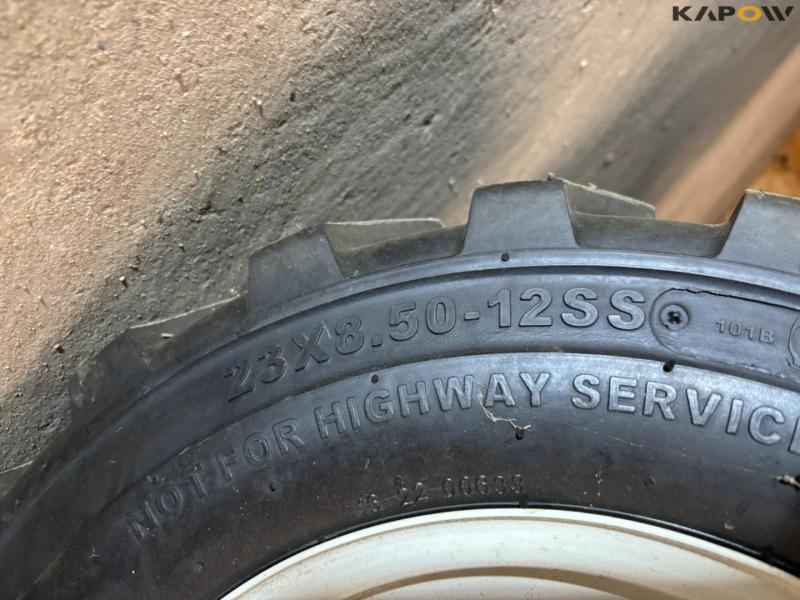 KAPOW
23X8.50-12SS
101B
NOT FOR HIGHWAY SERVICE